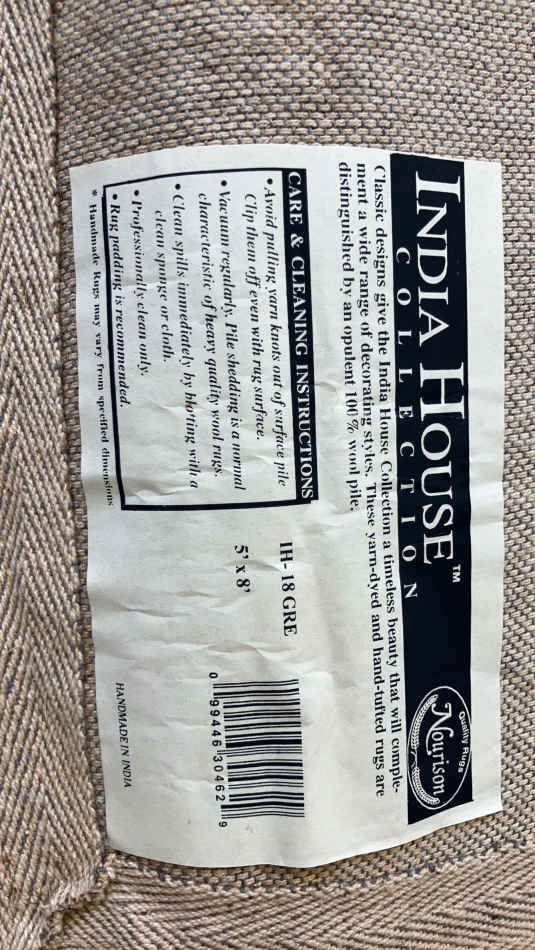 INDIA HOUSE™
COLLECTION
Quality Rugs
Nourison
Classic designs give the India House Collection a timeless beauty that will comple-
ment a wide range of decorating styles. These yarn-dyed and hand-tufted rugs are
distinguished by an opulent 100% wool pile.
CARE & CLEANING INSTRUCTIONS
• Avoid pulling yarn knots out of surface pile
Clip them off even with rug surface.
• Vacuum regularly. Pile shedding is a normal
characteristic of heavy quality wool rugs.
• Clean spills immediately by blotting with a
clean sponge or cloth.
• Professionally clean only.
• Rug padding is recommended.
* Handmade Rugs may vary from specified dimensions
IH- 18 GRE
5' x 8'
0 99446 30462 9
HANDMADE IN INDIA